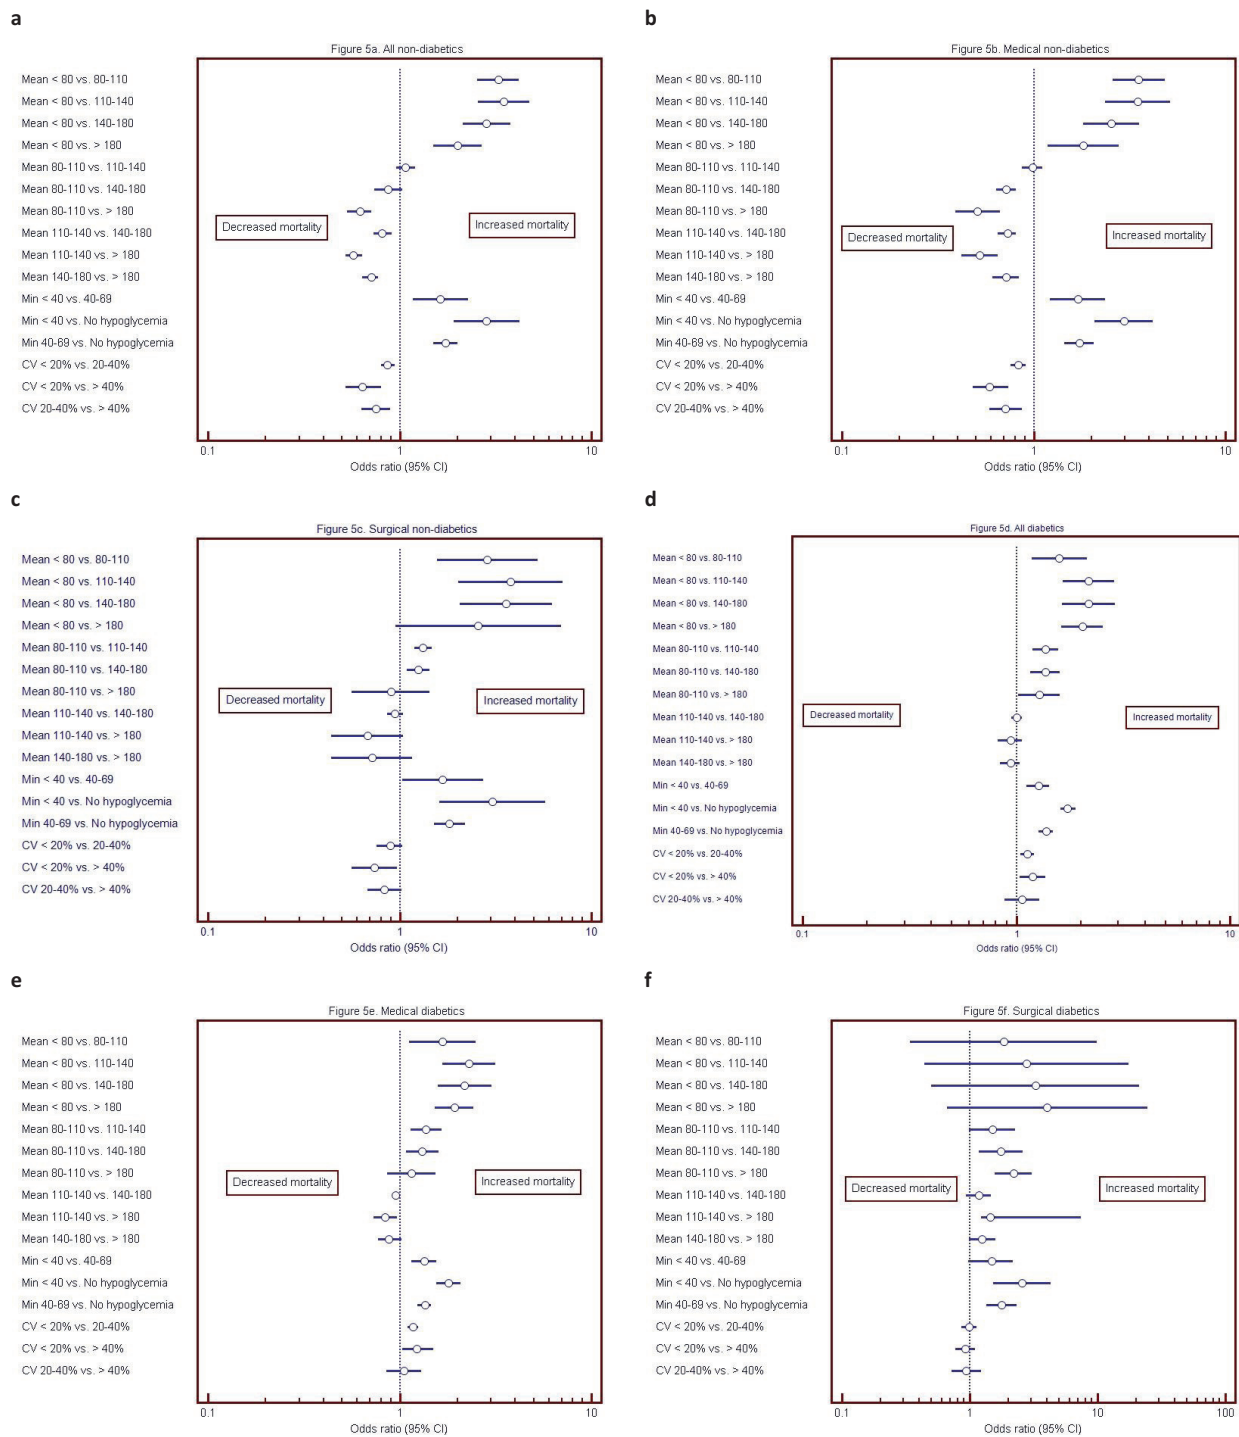 a
Figure 5a. All non-diabetics
Mean < 80 vs. 80-110
Mean < 80 vs. 110-140
Mean < 80 vs. 140-180
Mean < 80 vs. > 180
Mean 80-110 vs. 110-140
Mean 80-110 vs. 140-180
Mean 80-110 vs. > 180
Mean 110-140 vs. 140-180
Mean 110-140 vs. > 180
Mean 140-180 vs. > 180
Min < 40 vs. 40-69
Min < 40 vs. No hypoglycemia
Min 40-69 vs. No hypoglycemia
CV < 20% vs. 20-40%
CV < 20% vs. > 40%
CV 20-40% vs. > 40%
Decreased mortality
Increased mortality
0.1 1 10
Odds ratio (95% CI)
b
Figure 5b. Medical non-diabetics
Mean < 80 vs. 80-110
Mean < 80 vs. 110-140
Mean < 80 vs. 140-180
Mean < 80 vs. > 180
Mean 80-110 vs. 110-140
Mean 80-110 vs. 140-180
Mean 80-110 vs. > 180
Mean 110-140 vs. 140-180
Mean 110-140 vs. > 180
Mean 140-180 vs. > 180
Min < 40 vs. 40-69
Min < 40 vs. No hypoglycemia
Min 40-69 vs. No hypoglycemia
CV < 20% vs. 20-40%
CV < 20% vs. > 40%
CV 20-40% vs. > 40%
Decreased mortality
Increased mortality
0.1 1 10
Odds ratio (95% CI)
c
Figure 5c. Surgical non-diabetics
Mean < 80 vs. 80-110
Mean < 80 vs. 110-140
Mean < 80 vs. 140-180
Mean < 80 vs. > 180
Mean 80-110 vs. 110-140
Mean 80-110 vs. 140-180
Mean 80-110 vs. > 180
Mean 110-140 vs. 140-180
Mean 110-140 vs. > 180
Mean 140-180 vs. > 180
Min < 40 vs. 40-69
Min < 40 vs. No hypoglycemia
Min 40-69 vs. No hypoglycemia
CV < 20% vs. 20-40%
CV < 20% vs. > 40%
CV 20-40% vs. > 40%
Decreased mortality
Increased mortality
0.1 1 10
Odds ratio (95% CI)
d
Figure 5d. All diabetics
Mean < 80 vs. 80-110
Mean < 80 vs. 110-140
Mean < 80 vs. 140-180
Mean < 80 vs. > 180
Mean 80-110 vs. 110-140
Mean 80-110 vs. 140-180
Mean 80-110 vs. > 180
Mean 110-140 vs. 140-180
Mean 110-140 vs. > 180
Mean 140-180 vs. > 180
Min < 40 vs. 40-69
Min < 40 vs. No hypoglycemia
Min 40-69 vs. No hypoglycemia
CV < 20% vs. 20-40%
CV < 20% vs. > 40%
CV 20-40% vs. > 40%
Decreased mortality
Increased mortality
0.1 1 10
Odds ratio (95% CI)
e
Figure 5e. Medical diabetics
Mean < 80 vs. 80-110
Mean < 80 vs. 110-140
Mean < 80 vs. 140-180
Mean < 80 vs. > 180
Mean 80-110 vs. 110-140
Mean 80-110 vs. 140-180
Mean 80-110 vs. > 180
Mean 110-140 vs. 140-180
Mean 110-140 vs. > 180
Mean 140-180 vs. > 180
Min < 40 vs. 40-69
Min < 40 vs. No hypoglycemia
Min 40-69 vs. No hypoglycemia
CV < 20% vs. 20-40%
CV < 20% vs. > 40%
CV 20-40% vs. > 40%
Decreased mortality
Increased mortality
0.1 1 10
Odds ratio (95% CI)
f
Figure 5f. Surgical diabetics
Mean < 80 vs. 80-110
Mean < 80 vs. 110-140
Mean < 80 vs. 140-180
Mean < 80 vs. > 180
Mean 80-110 vs. 110-140
Mean 80-110 vs. 140-180
Mean 80-110 vs. > 180
Mean 110-140 vs. 140-180
Mean 110-140 vs. > 180
Mean 140-180 vs. > 180
Min < 40 vs. 40-69
Min < 40 vs. No hypoglycemia
Min 40-69 vs. No hypoglycemia
CV < 20% vs. 20-40%
CV < 20% vs. > 40%
CV 20-40% vs. > 40%
Decreased mortality
Increased mortality
0.1 1 10 100
Odds ratio (95% CI)